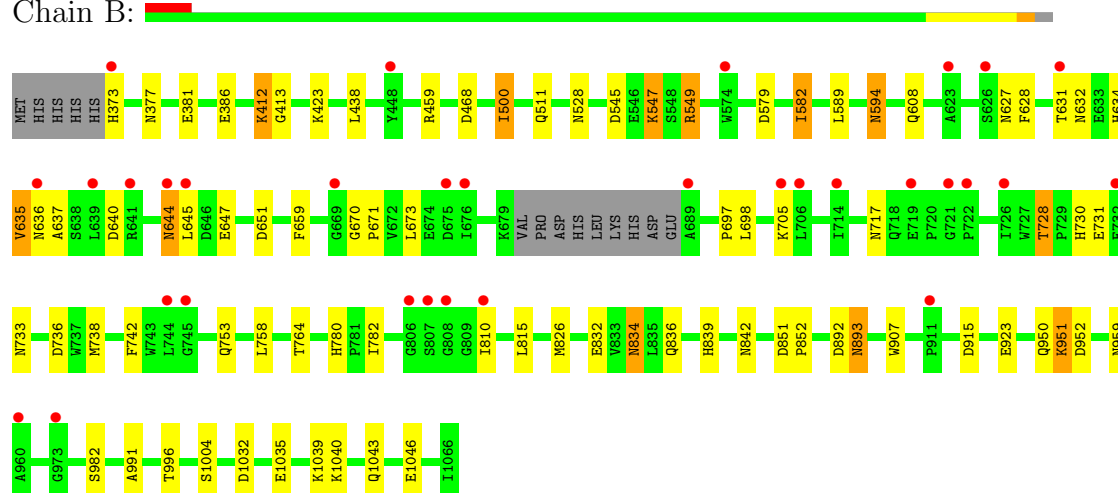 Chain B:
MET HIS HIS HIS HIS H373 N377 E381 E386 K412 G413 K423 L438 Y448 R459 D468 I500 Q511 N528 D545 E546 K547 S548 R549 W574 D579 I582 L589 N594 Q608 A623 S626 N627 F628 T631 N632 E633 H634
V635 N636 A637 S638 L639 D640 R641 N644 L645 D646 E647 D651 F659 G669 G670 P671 V672 L673 E674 D675 I676 K679 VAL PRO ASP HIS LEU LYS HIS ASP GLU A689 P697 L698 K705 L706 I714 N717 Q718 E719 P720 G721 P722 I726 W727 T728 P729 H730 E731
N733 D736 W737 M738 F742 W743 L744 G745 Q753 L758 T764 H780 P781 I782 G806 S807 G808 G809 I810 L815 M826 E832 V833 N834 L835 Q836 H839 N842 D851 P852 D892 N893 W907 P911 D915 E923 Q950 K951 D952 N959
A960 G973 S982 A991 T996 S1004 D1032 E1035 K1039 K1040 Q1043 E1046 I1066